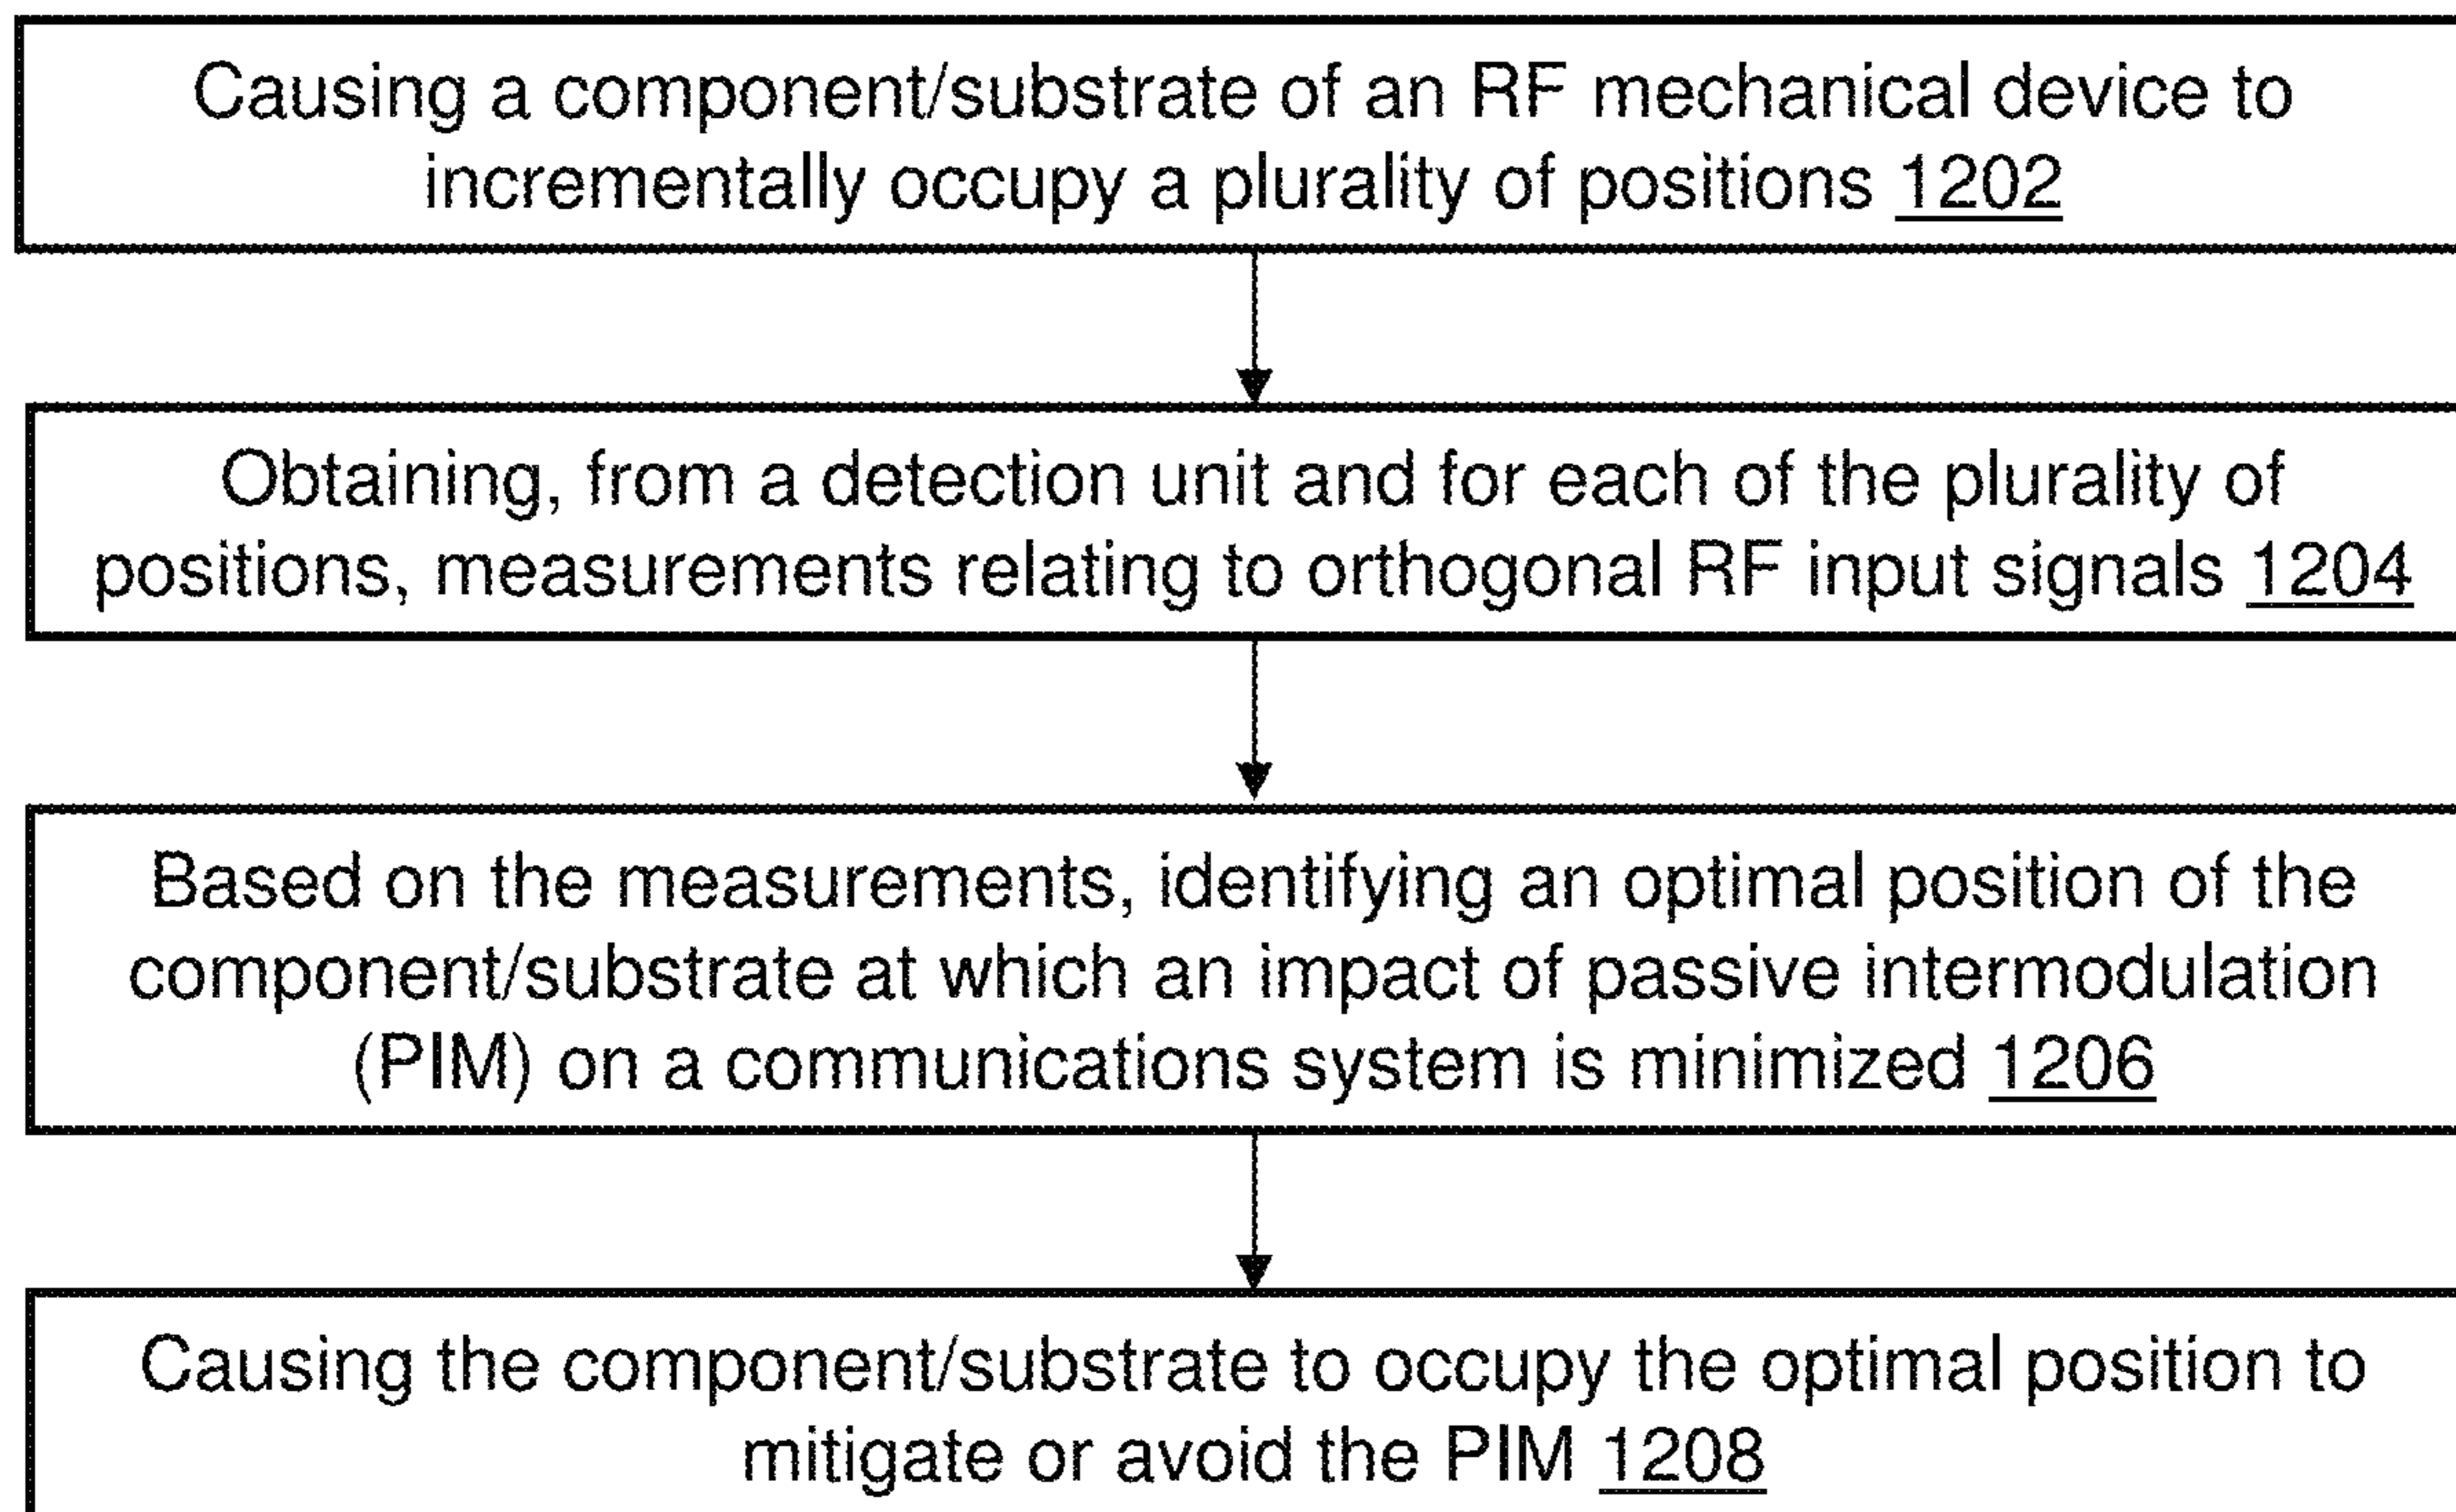 Causing a component/substrate of an RF mechanical device to
incrementally occupy a plurality of positions 1202
Obtaining, from a detection unit and for each of the plurality of
positions, measurements relating to orthogonal RF input signals 1204
Based on the measurements, identifying an optimal position of the
component/substrate at which an impact of passive intermodulation
(PIM) on a communications system is minimized 1206
Causing the component/substrate to occupy the optimal position to
mitigate or avoid the PIM 1208